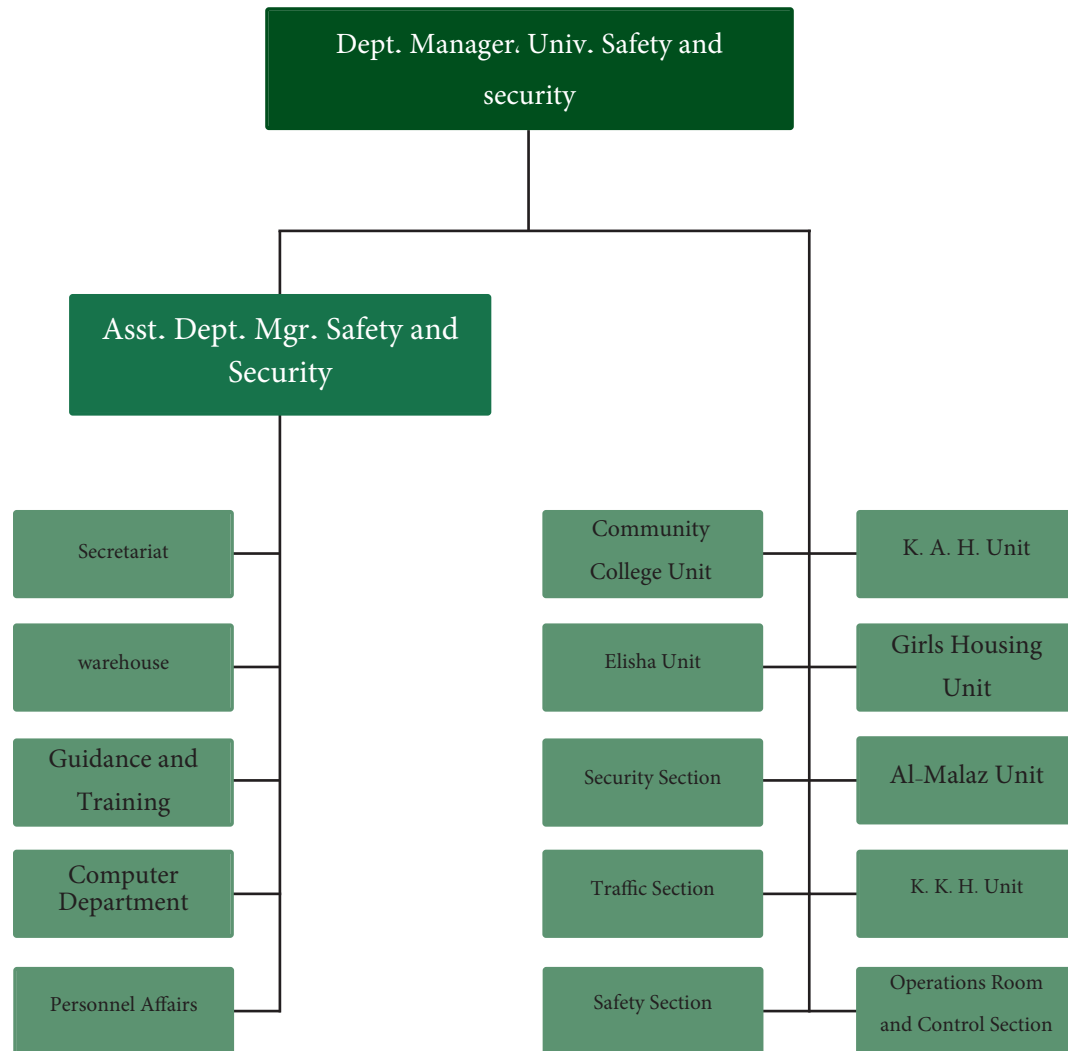 Dept. Manager. Univ. Safety and
security
Asst. Dept. Mgr. Safety and
Security
Secretariat
warehouse
Guidance and
Training
Computer
Department
Personnel Affairs
Community
College Unit
Elisha Unit
Security Section
Traffic Section
Safety Section
K. A. H. Unit
Girls Housing
Unit
Al-Malaz Unit
K. K. H. Unit
Operations Room
and Control Section